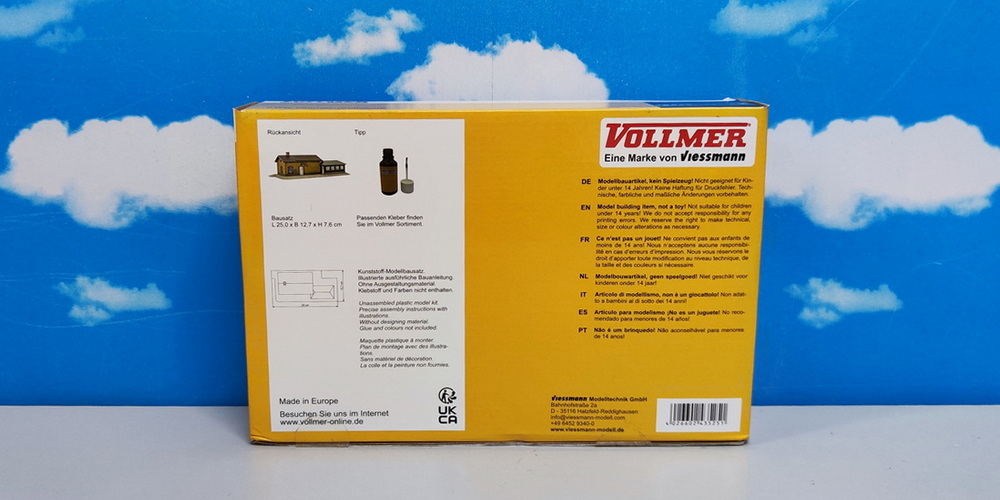 Rückansicht
Tipp
Bausatz
L 25,0 x B 12,7 x H 7,6 cm
Passenden Kleber finden
Sie im Vollmer Sortiment.
Kunststoff-Modellbausatz.
Illustrierte ausführliche Bauanleitung.
Ohne Ausgestaltungsmaterial.
Klebstoff und Farben nicht enthalten.
Unassembled plastic model kit.
Precise assembly instructions with
illustrations.
Without designing material.
Glue and colours not included.
Maquette plastique à monter.
Plan de montage avec des illustra-
tions.
Sans matériel de décoration.
La colle et la peinture non fournies.
Made in Europe
Besuchen Sie uns im Internet
www.vollmer-online.de
UK
CA
VOLLMER
Eine Marke von Viessmann
DE Modellbauartikel, kein Spielzeug! Nicht geeignet für Kin-
der unter 14 Jahren! Keine Haftung für Druckfehler. Tech-
nische, farbliche und maßliche Änderungen vorbehalten.
EN Model building item, not a toy! Not suitable for children
under 14 years! We do not accept responsibility for any
printing errors. We reserve the right to make technical,
size or colour alterations as necessary.
FR Ce n'est pas un jouet! Ne convient pas aux enfants de
moins de 14 ans! Nous n'acceptons aucune responsibili-
té en cas d'erreurs d'impression. Nous vous réservons le
droit d'apporter toute modification au niveau technique, de
la taille et des couleurs si nécessaire.
NL Modelbouwartikel, geen speelgoed! Niet geschikt voor
kinderen onder 14 jaar!
IT Articolo di modellismo, non è un giocattolo! Non adat-
to a bambini al di sotto dei 14 anni!
ES Artículo para modelismo ¡No es un juguete! No reco-
mendado para menores de 14 años!
PT Não é um brinquedo! Não aconselhável para menores
de 14 anos!
Viessmann Modelltechnik GmbH
Bahnhofstraße 2a
D - 35116 Hatzfeld-Reddighausen
info@viessmann-modell.com
+49 6452 9340-0
www.viessmann-modell.de
4 026602 435251